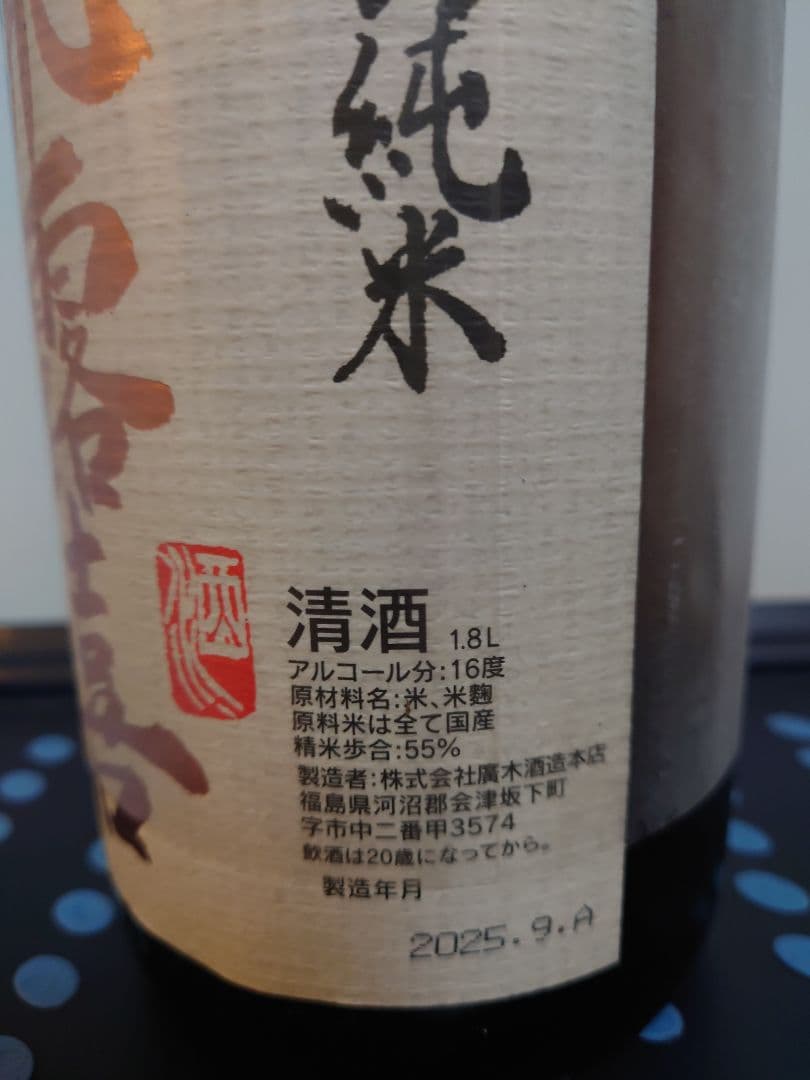 純米
酒
清酒 1.8L
アルコール分:16度
原材料名:米、米麹
原料米は全て国産
精米歩合:55%
製造者:株式会社廣木酒造本店
福島県河沼郡会津坂下町
字市中二番甲3574
飲酒は20歳になってから。
製造年月
2025.9.A